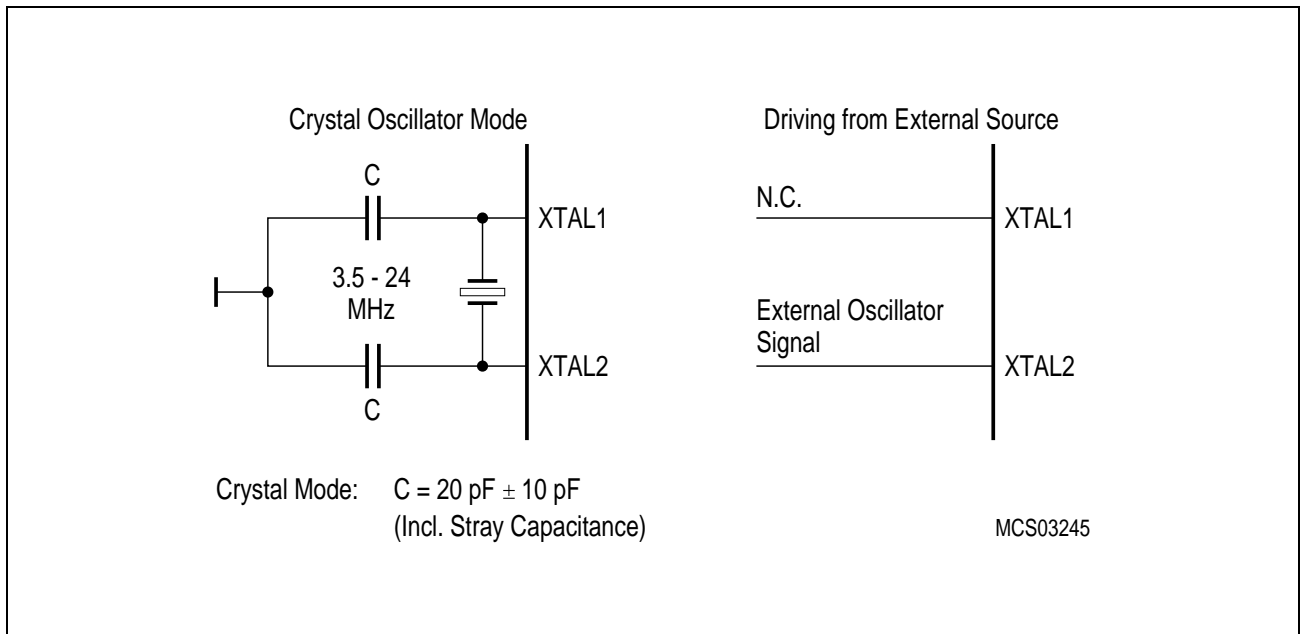 Crystal Oscillator Mode
C
XTAL1
3.5 - 24
MHz
XTAL2
C
Crystal Mode: C = 20 pF ± 10 pF
(Incl. Stray Capacitance)
Driving from External Source
N.C.
XTAL1
External Oscillator
Signal
XTAL2
MCS03245